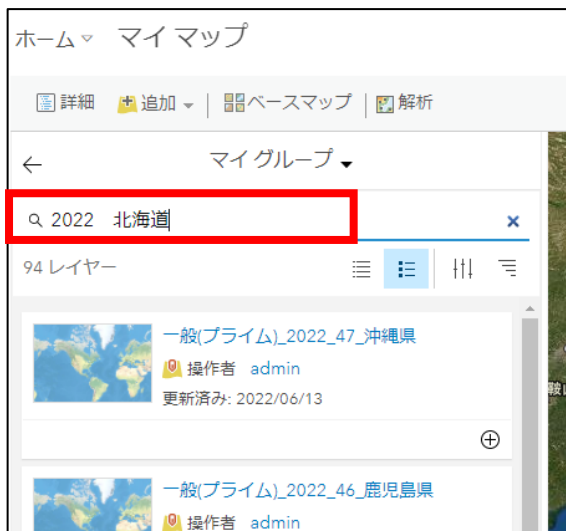 ホーム マイ マップ
詳細 追加 ベースマップ 解析
マイ グループ
2022　北海道
94 レイヤー
一般(プライム)_2022_47_沖縄県
操作者 admin
更新済み: 2022/06/13
一般(プライム)_2022_46_鹿児島県
操作者 admin